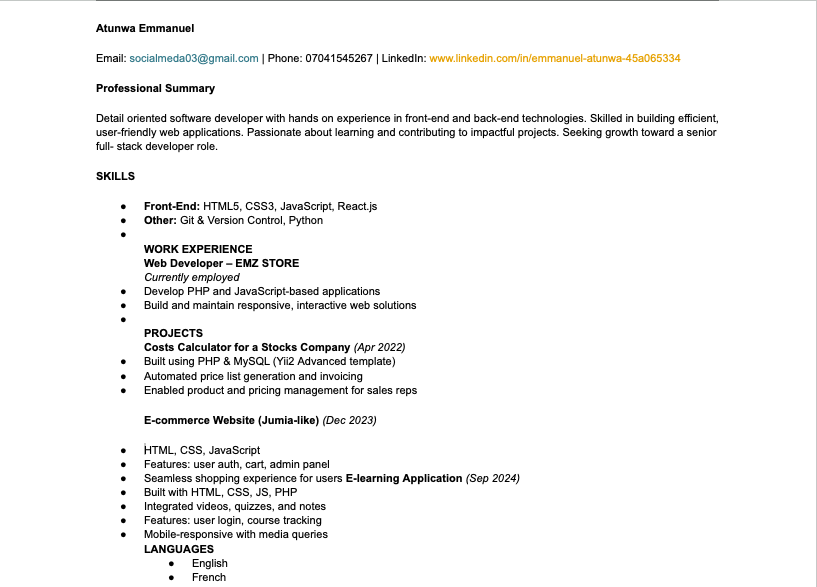 Atunwa Emmanuel
Email: socialmeda03@gmail.com | Phone: 07041545267 | LinkedIn: www.linkedin.com/in/emmanuel-atunwa-45a065334
Professional Summary
Detail oriented software developer with hands on experience in front-end and back-end technologies. Skilled in building efficient,
user-friendly web applications. Passionate about learning and contributing to impactful projects. Seeking growth toward a senior
full- stack developer role.
SKILLS
● Front-End: HTML5, CSS3, JavaScript, React.js
● Other: Git & Version Control, Python
●
WORK EXPERIENCE
Web Developer – EMZ STORE
Currently employed
● Develop PHP and JavaScript-based applications
● Build and maintain responsive, interactive web solutions
●
PROJECTS
Costs Calculator for a Stocks Company (Apr 2022)
● Built using PHP & MySQL (Yii2 Advanced template)
● Automated price list generation and invoicing
● Enabled product and pricing management for sales reps
E-commerce Website (Jumia-like) (Dec 2023)
● HTML, CSS, JavaScript
● Features: user auth, cart, admin panel
● Seamless shopping experience for users E-learning Application (Sep 2024)
● Built with HTML, CSS, JS, PHP
● Integrated videos, quizzes, and notes
● Features: user login, course tracking
● Mobile-responsive with media queries
LANGUAGES
● English
● French